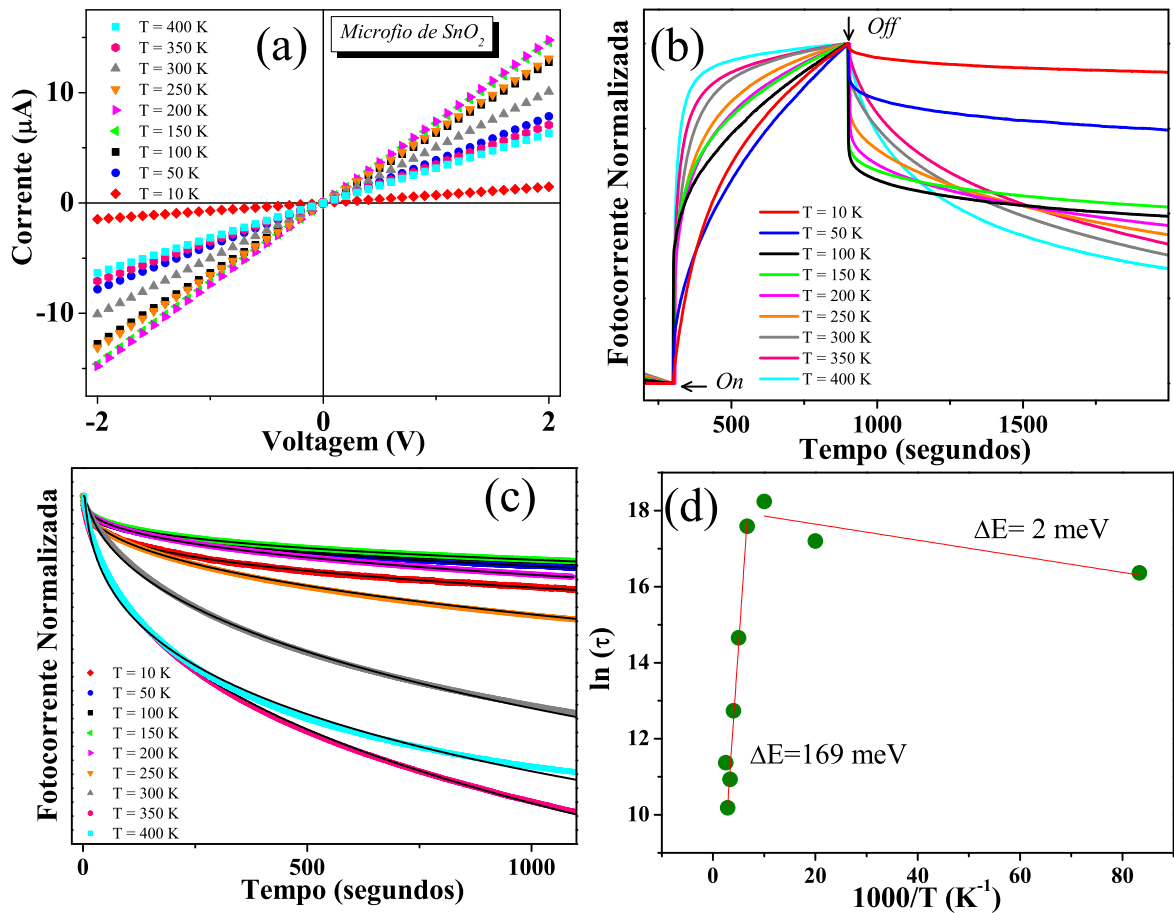 (a)
Microfio de SnO2
T = 400 K
T = 350 K
T = 300 K
T = 250 K
T = 200 K
T = 150 K
T = 100 K
T = 50 K
T = 10 K
10
0
-10
Corrente (μA)
-2
0
2
Voltagem (V)
(b)
Off
On
T = 10 K
T = 50 K
T = 100 K
T = 150 K
T = 200 K
T = 250 K
T = 300 K
T = 350 K
T = 400 K
Fotocorrente Normalizada
500
1000
1500
Tempo (segundos)
(c)
T = 10 K
T = 50 K
T = 100 K
T = 150 K
T = 200 K
T = 250 K
T = 300 K
T = 350 K
T = 400 K
Fotocorrente Normalizada
0
500
1000
Tempo (segundos)
(d)
ΔE= 2 meV
ΔE=169 meV
18
16
14
12
10
ln (τ)
0
20
40
60
80
1000/T (K-1)